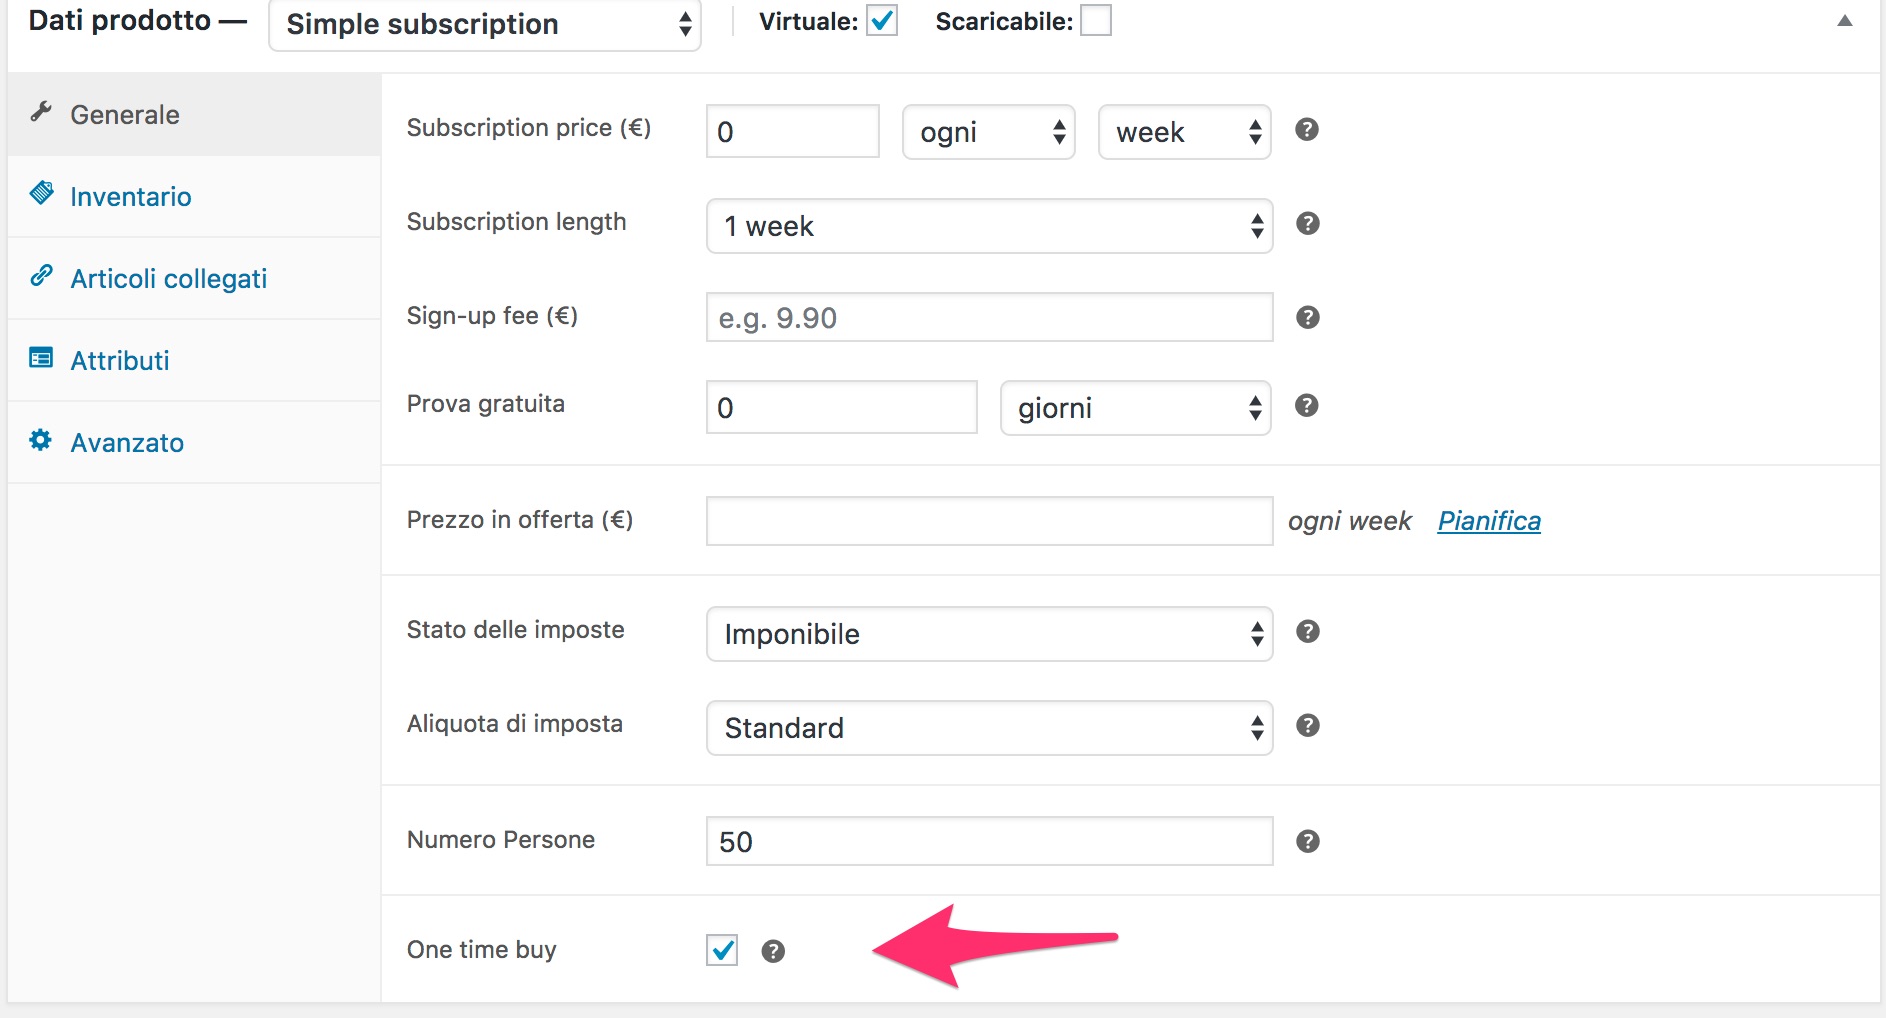 Dati prodotto — Simple subscription Virtuale: Scaricabile:
Generale
Inventario
Articoli collegati
Attributi
Avanzato
Subscription price (€) 0 ogni week ?
Subscription length 1 week ?
Sign-up fee (€) e.g. 9.90 ?
Prova gratuita 0 giorni ?
Prezzo in offerta (€) ogni week Pianifica
Stato delle imposte Imponibile ?
Aliquota di imposta Standard ?
Numero Persone 50 ?
One time buy ?